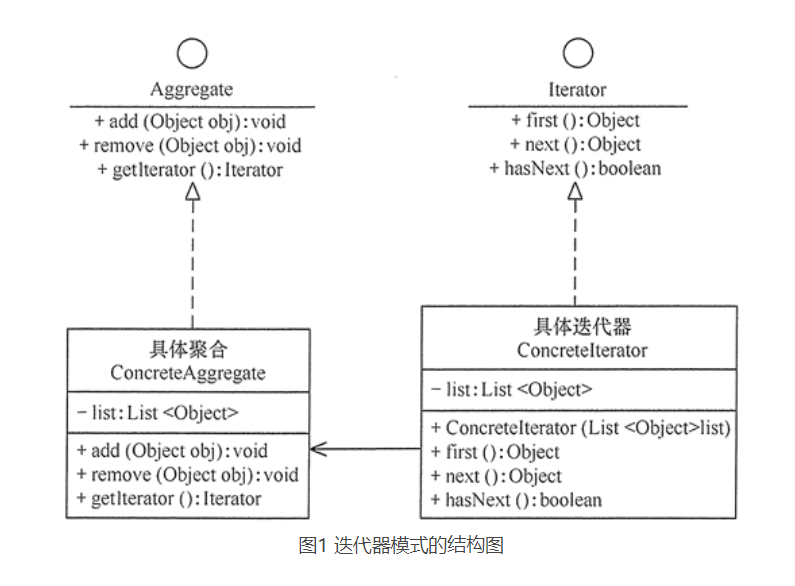 Aggregate
+ add (Object obj):void
+ remove (Object obj):void
+ getIterator ():Iterator
Iterator
+ first ():Object
+ next ():Object
+ hasNext ():boolean
具体聚合
ConcreteAggregate
- list:List <Object>
+ add (Object obj):void
+ remove (Object obj):void
+ getIterator ():Iterator
具体迭代器
ConcreteIterator
- list:List <Object>
+ ConcreteIterator (List <Object>list)
+ first ():Object
+ next ():Object
+ hasNext ():boolean
图1 迭代器模式的结构图